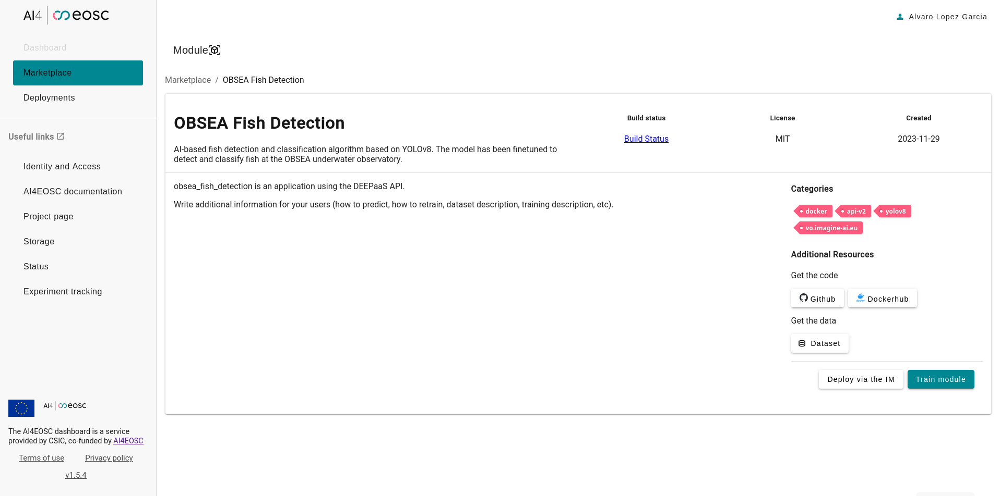 AI4 eosc
Alvaro Lopez Garcia
Dashboard
Marketplace
Deployments
Useful links
Identity and Access
AI4EOSC documentation
Project page
Storage
Status
Experiment tracking
AI4 eosc
The AI4EOSC dashboard is a service
provided by CSIC, co-funded by AI4EOSC
Terms of use Privacy policy
v1.5.4
Module
Marketplace / OBSEA Fish Detection
OBSEA Fish Detection
AI-based fish detection and classification algorithm based on YOLOv8. The model has been finetuned to
detect and classify fish at the OBSEA underwater observatory.
Build status License Created
Build Status MIT 2023-11-29
obsea_fish_detection is an application using the DEEPaaS API.
Write additional information for your users (how to predict, how to retrain, dataset description, training description, etc).
Categories
docker api-v2 yolov8
vo.imagine-ai.eu
Additional Resources
Get the code
Github docker Dockerhub
Get the data
Dataset
Deploy via the IM Train module